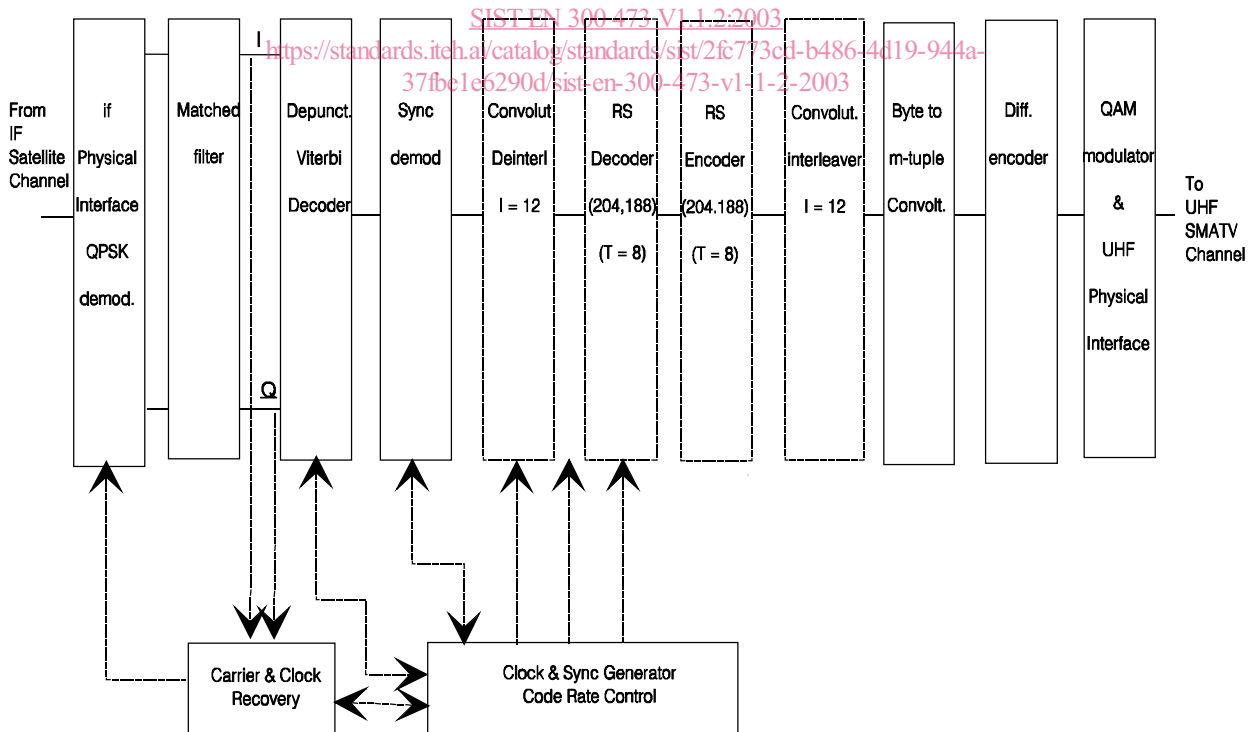 SIST EN 300 473 V1.1.2:2003
https://standards.iteh.ai/catalog/standards/sist/2fc773cd-b486-4d19-944a-
37fbe1e6290d/sist-en-300-473-v1-1-2-2003
From
IF
Satellite
Channel
if
Physical
Interface
QPSK
demod.
Matched
filter
I
Q
Depunct.
Viterbi
Decoder
Sync
demod
Convolut
Deinterl
I = 12
RS
Decoder
(204,188)
(T = 8)
RS
Encoder
(204.188)
(T = 8)
Convolut.
interleaver
I = 12
Byte to
m-tuple
Convolt.
Diff.
encoder
QAM
modulator
&
UHF
Physical
Interface
To
UHF
SMATV
Channel
Carrier & Clock
Recovery
Clock & Sync Generator
Code Rate Control